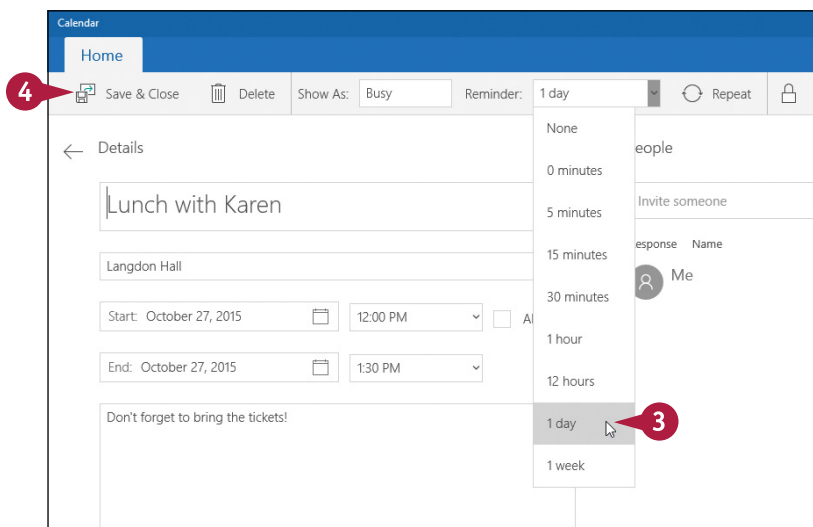 Calendar
Home
4
Save & Close Delete Show As: Busy Reminder: 1 day Repeat
Details
None
eople
Lunch with Karen
0 minutes
Invite someone
5 minutes
Langdon Hall
15 minutes
esponse Name
Me
Start: October 27, 2015 12:00 PM
30 minutes
1 hour
End: October 27, 2015 1:30 PM
12 hours
Don't forget to bring the tickets!
1 day
3
1 week